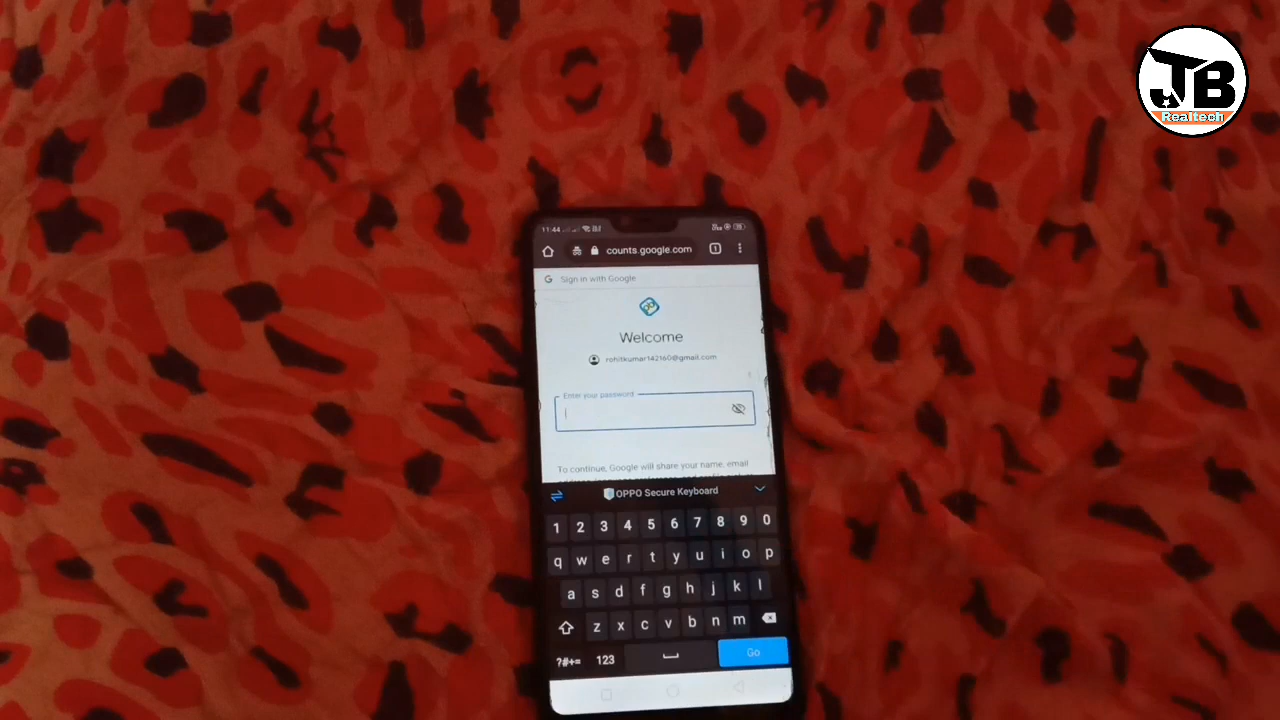 JB
Realtech
11:44
counts.google.com
1
Sign in with Google
Welcome
rohitkumar142160@gmail.com
Enter your password
To continue, Google will share your name, email
OPPO Secure Keyboard
1 2 3 4 5 6 7 8 9 0
q w e r t y u i o p
a s d f g h j k l
z x c v b n m
?#+= 123 Go